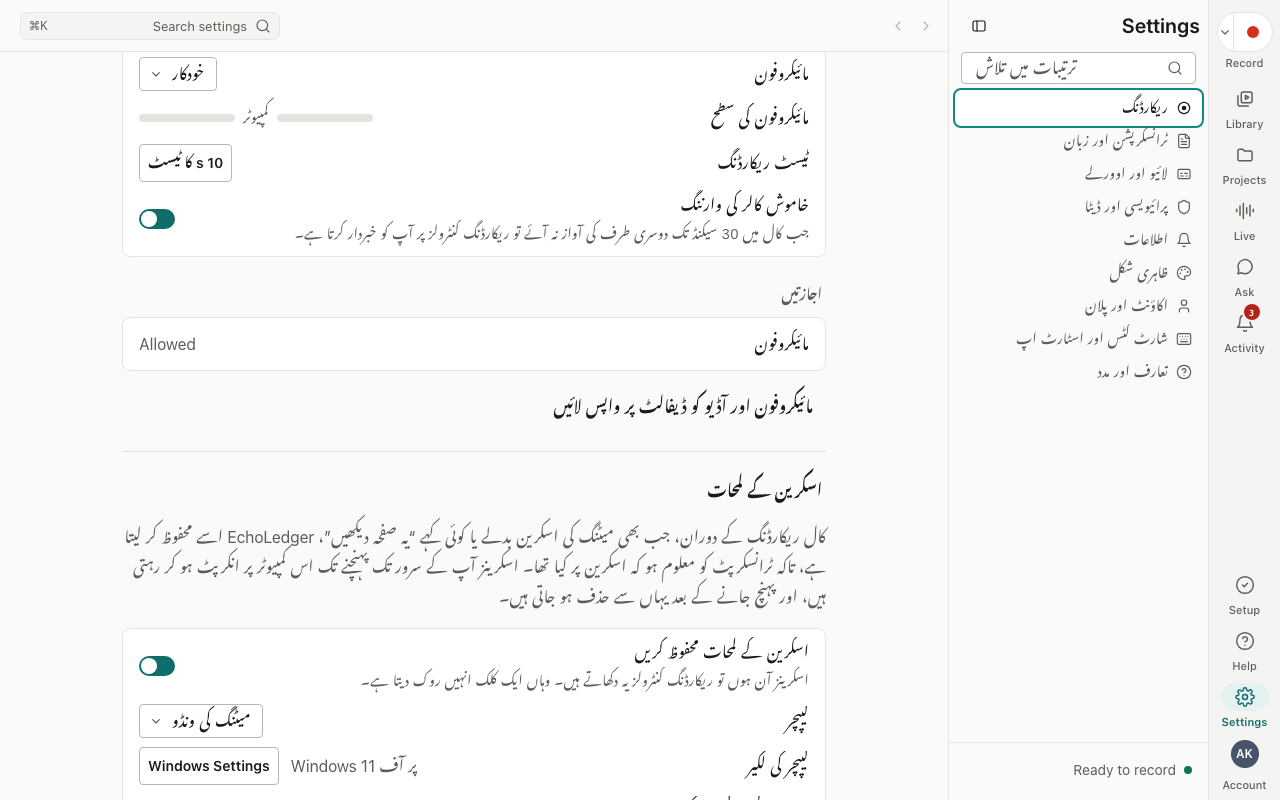 Search settings
⌘K
Settings
ترتیبات میں تلاش
ریکارڈنگ
ٹرانسکرپشن اور زبان
لائیو اور اوورلے
پرائیویسی اور ڈیٹا
اطلاعات
ظاہری شکل
اکاؤنٹ اور پلان
شارٹ کٹس اور اسٹارٹ اپ
تعارف اور مدد
Ready to record
Record
Library
Projects
Live
Ask
3
Activity
Setup
Help
Settings
AK
Account
مائیکروفون
خودکار
مائیکروفون کی سطح
کمپیوٹر
ٹیسٹ ریکارڈنگ
10 s کا ٹیسٹ
خاموش کالر کی وارننگ
جب کال میں 30 سیکنڈ تک دوسری طرف کی آواز نہ آئے تو ریکارڈنگ کنٹرولز پر آپ کو خبردار کرتا ہے۔
اجازتیں
مائیکروفون
Allowed
مائیکروفون اور آڈیو کو ڈیفالٹ پر واپس لائیں
اسکرین کے لمحات
کال ریکارڈنگ کے دوران، جب بھی میٹنگ کی اسکرین بدلے یا کوئی کہے “یہ صفحہ دیکھیں”، EchoLedger اسے محفوظ کر لیتا
ہے، تاکہ ٹرانسکرپٹ کو معلوم ہو کہ اسکرین پر کیا تھا۔ اسکرینز آپ کے سرور تک پہنچنے تک اس کمپیوٹر پر انکرپٹ ہو کر رہتی
ہیں، اور پہنچ جانے کے بعد یہاں سے حذف ہو جاتی ہیں۔
اسکرین کے لمحات محفوظ کریں
اسکرینز آن ہوں تو ریکارڈنگ کنٹرولز یہ دکھاتے ہیں۔ وہاں ایک کلک انہیں روک دیتا ہے۔
کیپچر
میٹنگ کی ونڈو
کیپچر کی لکیر
Windows 11 پر آف
Windows Settings